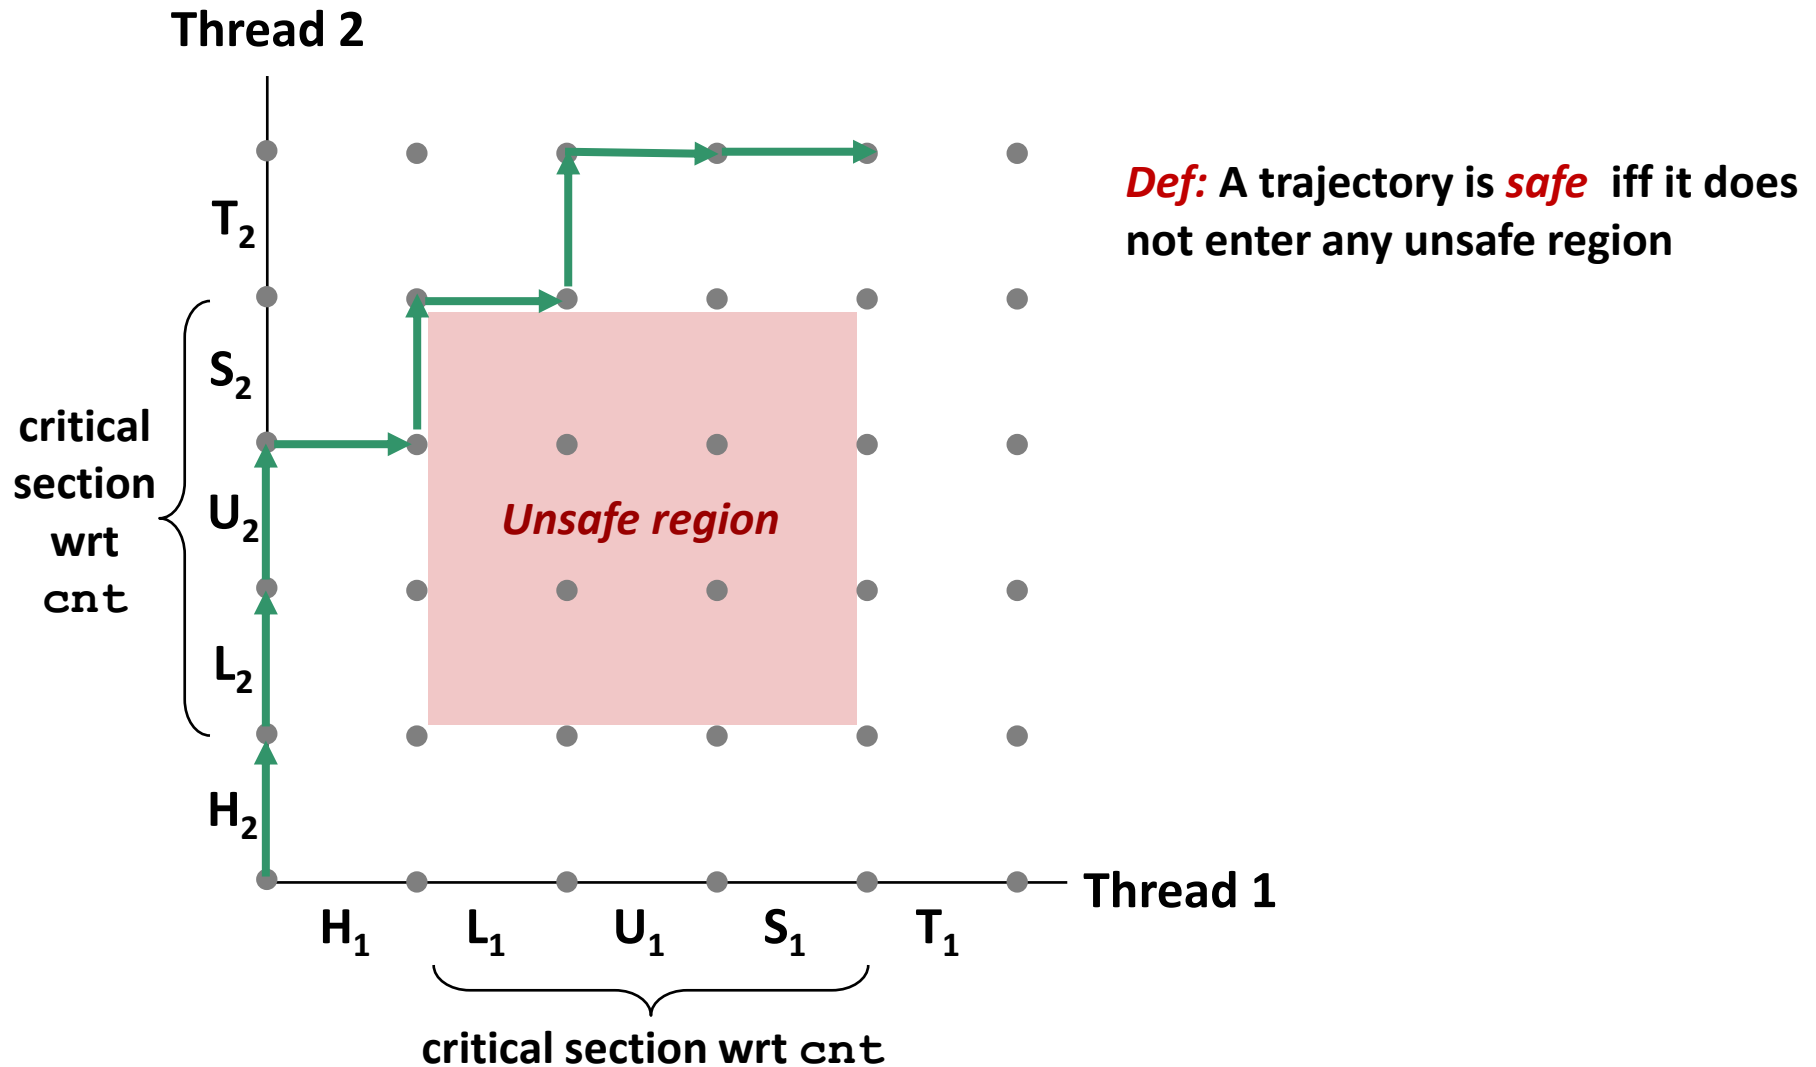 Thread 2
Def: A trajectory is safe iff it does
not enter any unsafe region
T2
S2
critical
section
wrt
cnt
U2
Unsafe region
L2
H2
Thread 1
H1 L1 U1 S1 T1
critical section wrt cnt